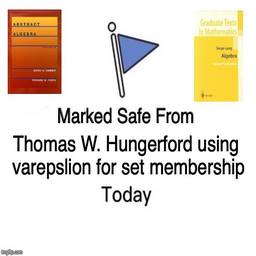 ABSTRACT
ALGEBRA
Graduate Texts
in Mathematics
Serge Lang
Algebra
Marked Safe From
Thomas W. Hungerford using
varepslion for set membership
Today
imgflip.com